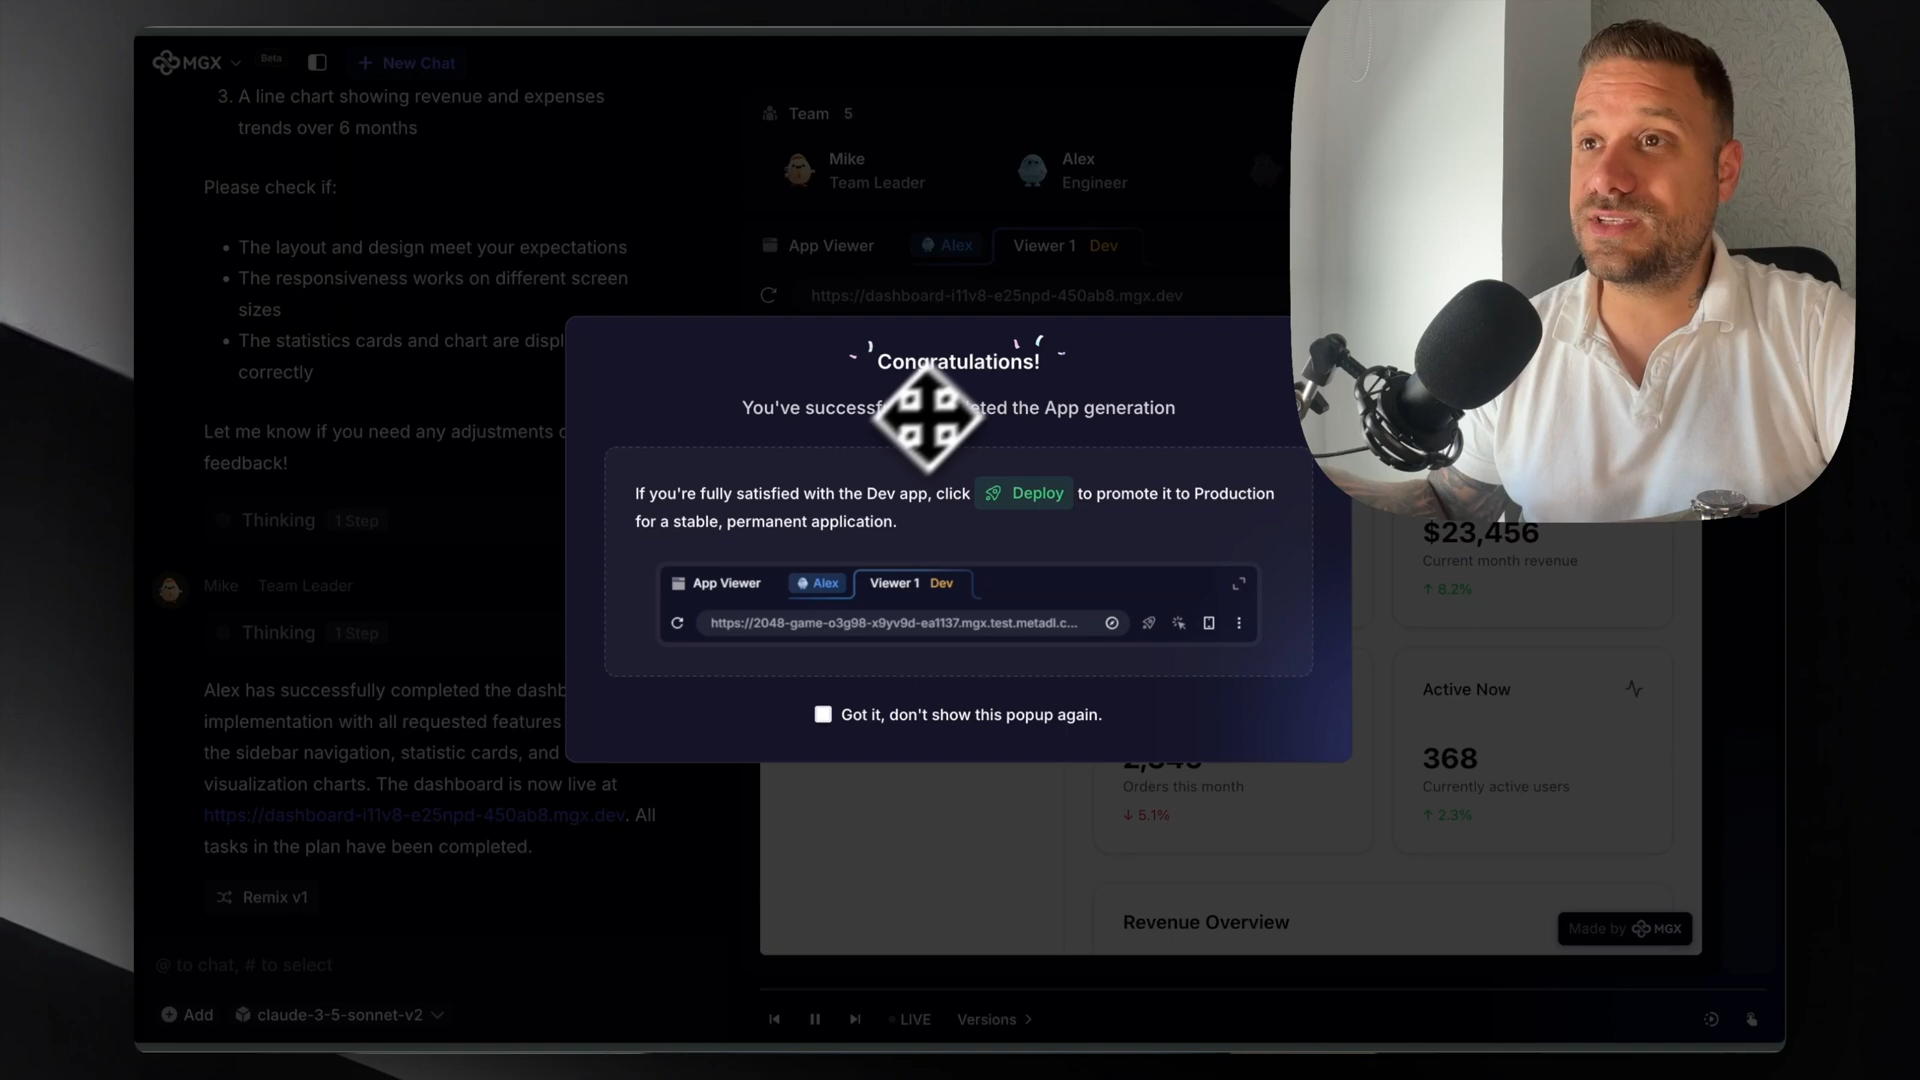 MGX
Beta
+ New Chat
3. A line chart showing revenue and expenses
trends over 6 months
Please check if:
• The layout and design meet your expectations
• The responsiveness works on different screen
sizes
• The statistics cards and chart are
correctly
Let me know if you need any adjustments
feedback!
Thinking 1 Step
Mike Team Leader
Thinking 1 Step
Alex has successfully completed the
implementation with all requested features
the sidebar navigation, statistic cards, and
visualization charts. The dashboard is now live at
https://dashboard-i11v8-e25npd-450ab8.mgx.dev. All
tasks in the plan have been completed.
Remix v1
@ to chat, # to select
Add claude-3-5-sonnet-v2
Team 5
Mike
Team Leader
Alex
Engineer
App Viewer Alex Viewer 1 Dev
https://dashboard-i11v8-e25npd-450ab8.mgx.dev
Congratulations!
You've the App generation
If you're fully satisfied with the Dev app, click Deploy to promote it to Production
for a stable, permanent application.
App Viewer Alex Viewer 1 Dev
https://2048-game-o3g98-x9yv9d-ea1137.mgx.test.metadl.c...
Got it, don't show this popup again.
$23,456
Current month revenue
↑ 8.2%
Orders this month
↓ 5.1%
Active Now
368
Currently active users
↑ 2.3%
Revenue Overview
Made by MGX
LIVE
Versions >